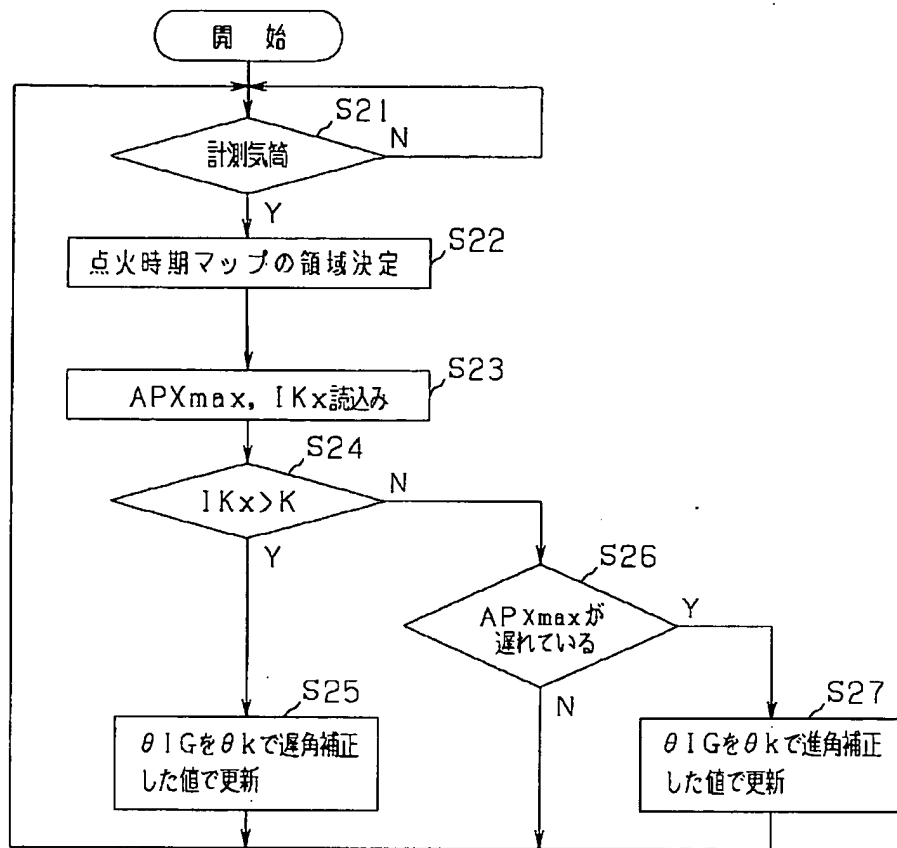 開 始
S21
計測気筒
N
Y
S22
点火時期マップの領域決定
S23
APXmax, IKx読込み
S24
IKx>K
N
Y
S26
APXmaxが
遅れている
Y
N
S25
θIGをθkで遅角補正
した値で更新
S27
θIGをθkで進角補正
した値で更新